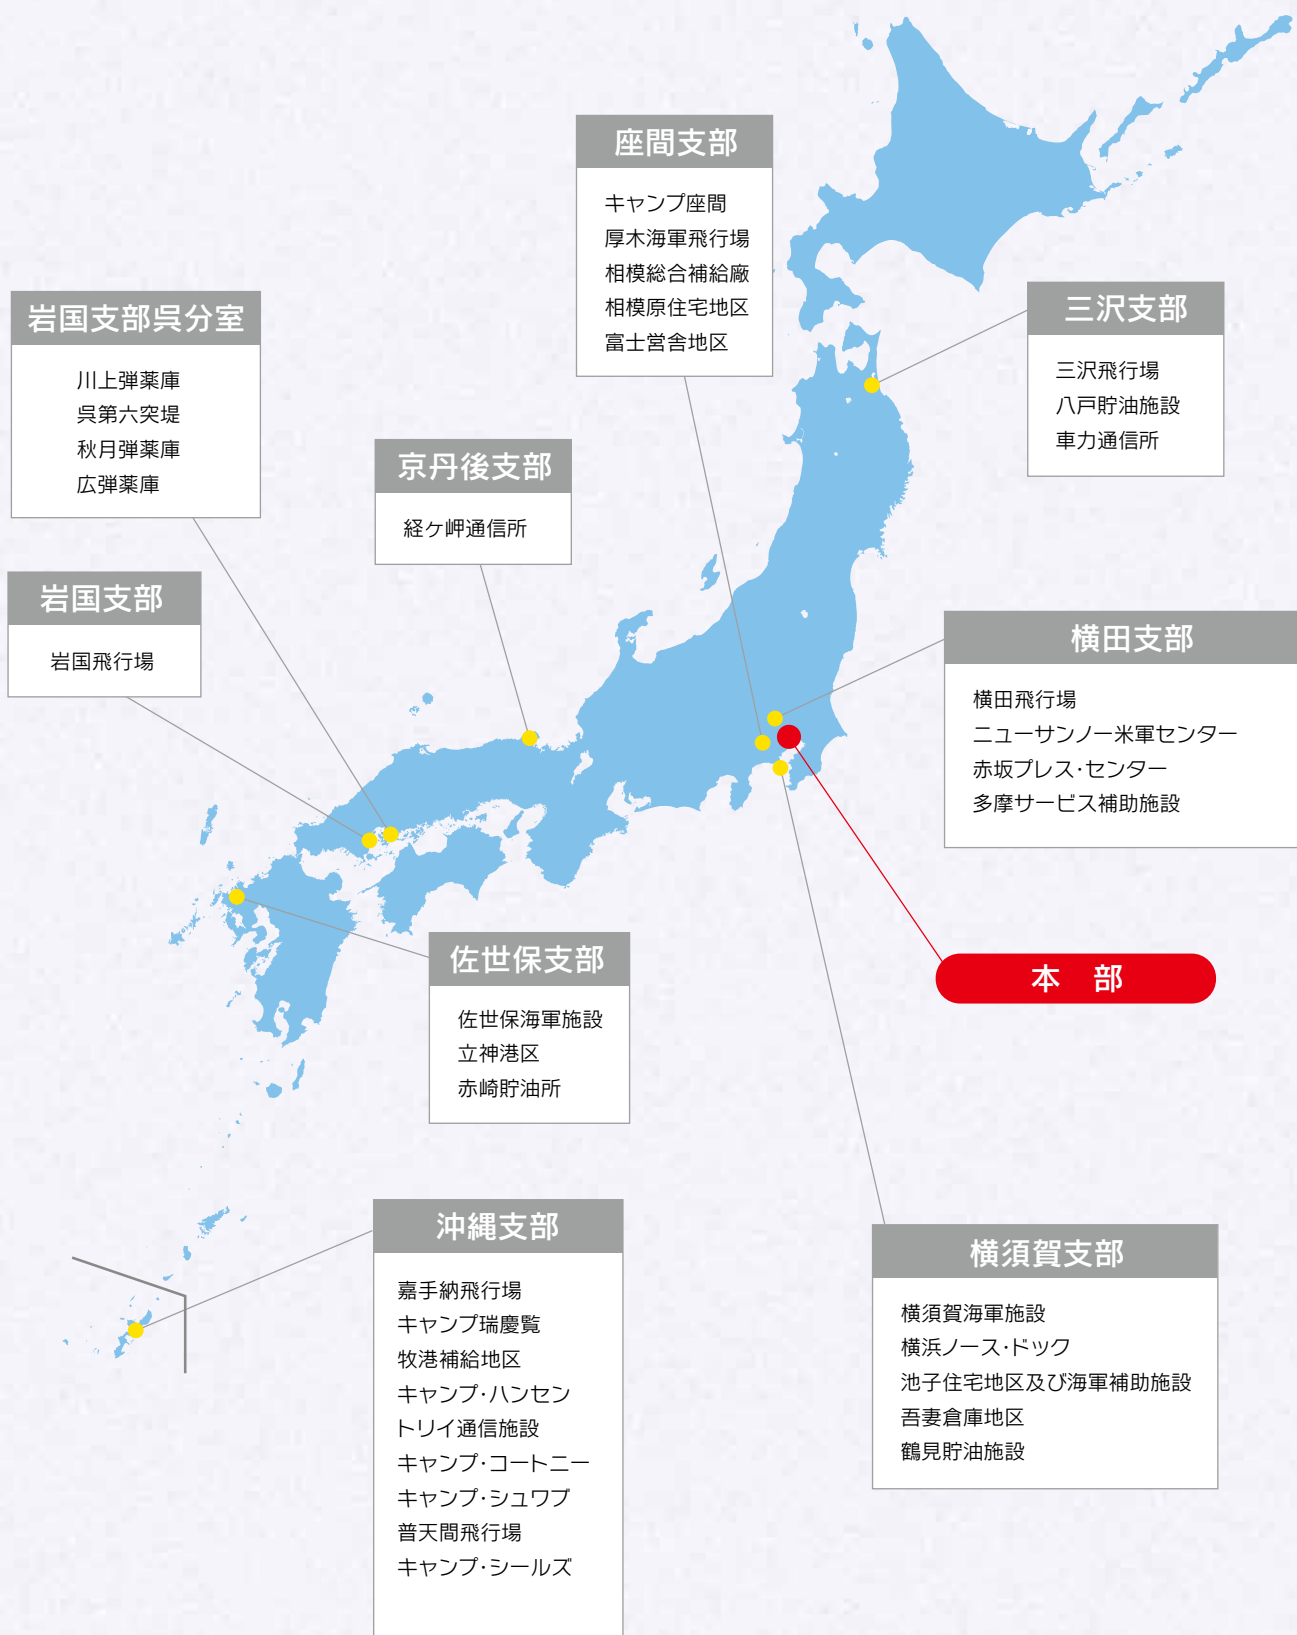 座間支部
キャンプ座間
厚木海軍飛行場
相模総合補給廠
相模原住宅地区
富士営舎地区
三沢支部
三沢飛行場
八戸貯油施設
車力通信所
岩国支部呉分室
川上弾薬庫
呉第六突堤
秋月弾薬庫
広弾薬庫
京丹後支部
経ケ岬通信所
岩国支部
岩国飛行場
横田支部
横田飛行場
ニューサンノー米軍センター
赤坂プレス・センター
多摩サービス補助施設
佐世保支部
佐世保海軍施設
立神港区
赤崎貯油所
本　部
沖縄支部
嘉手納飛行場
キャンプ瑞慶覧
牧港補給地区
キャンプ・ハンセン
トリイ通信施設
キャンプ・コートニー
キャンプ・シュワブ
普天間飛行場
キャンプ・シールズ
横須賀支部
横須賀海軍施設
横浜ノース・ドック
池子住宅地区及び海軍補助施設
吾妻倉庫地区
鶴見貯油施設